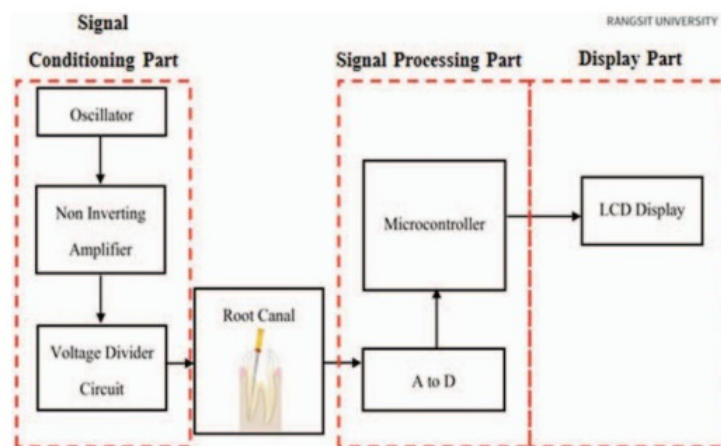 RANGSIT UNIVERSITY
Signal
Conditioning Part
Signal Processing Part
Display Part
Oscillator
Non Inverting
Amplifier
Voltage Divider
Circuit
Root Canal
Microcontroller
A to D
LCD Display